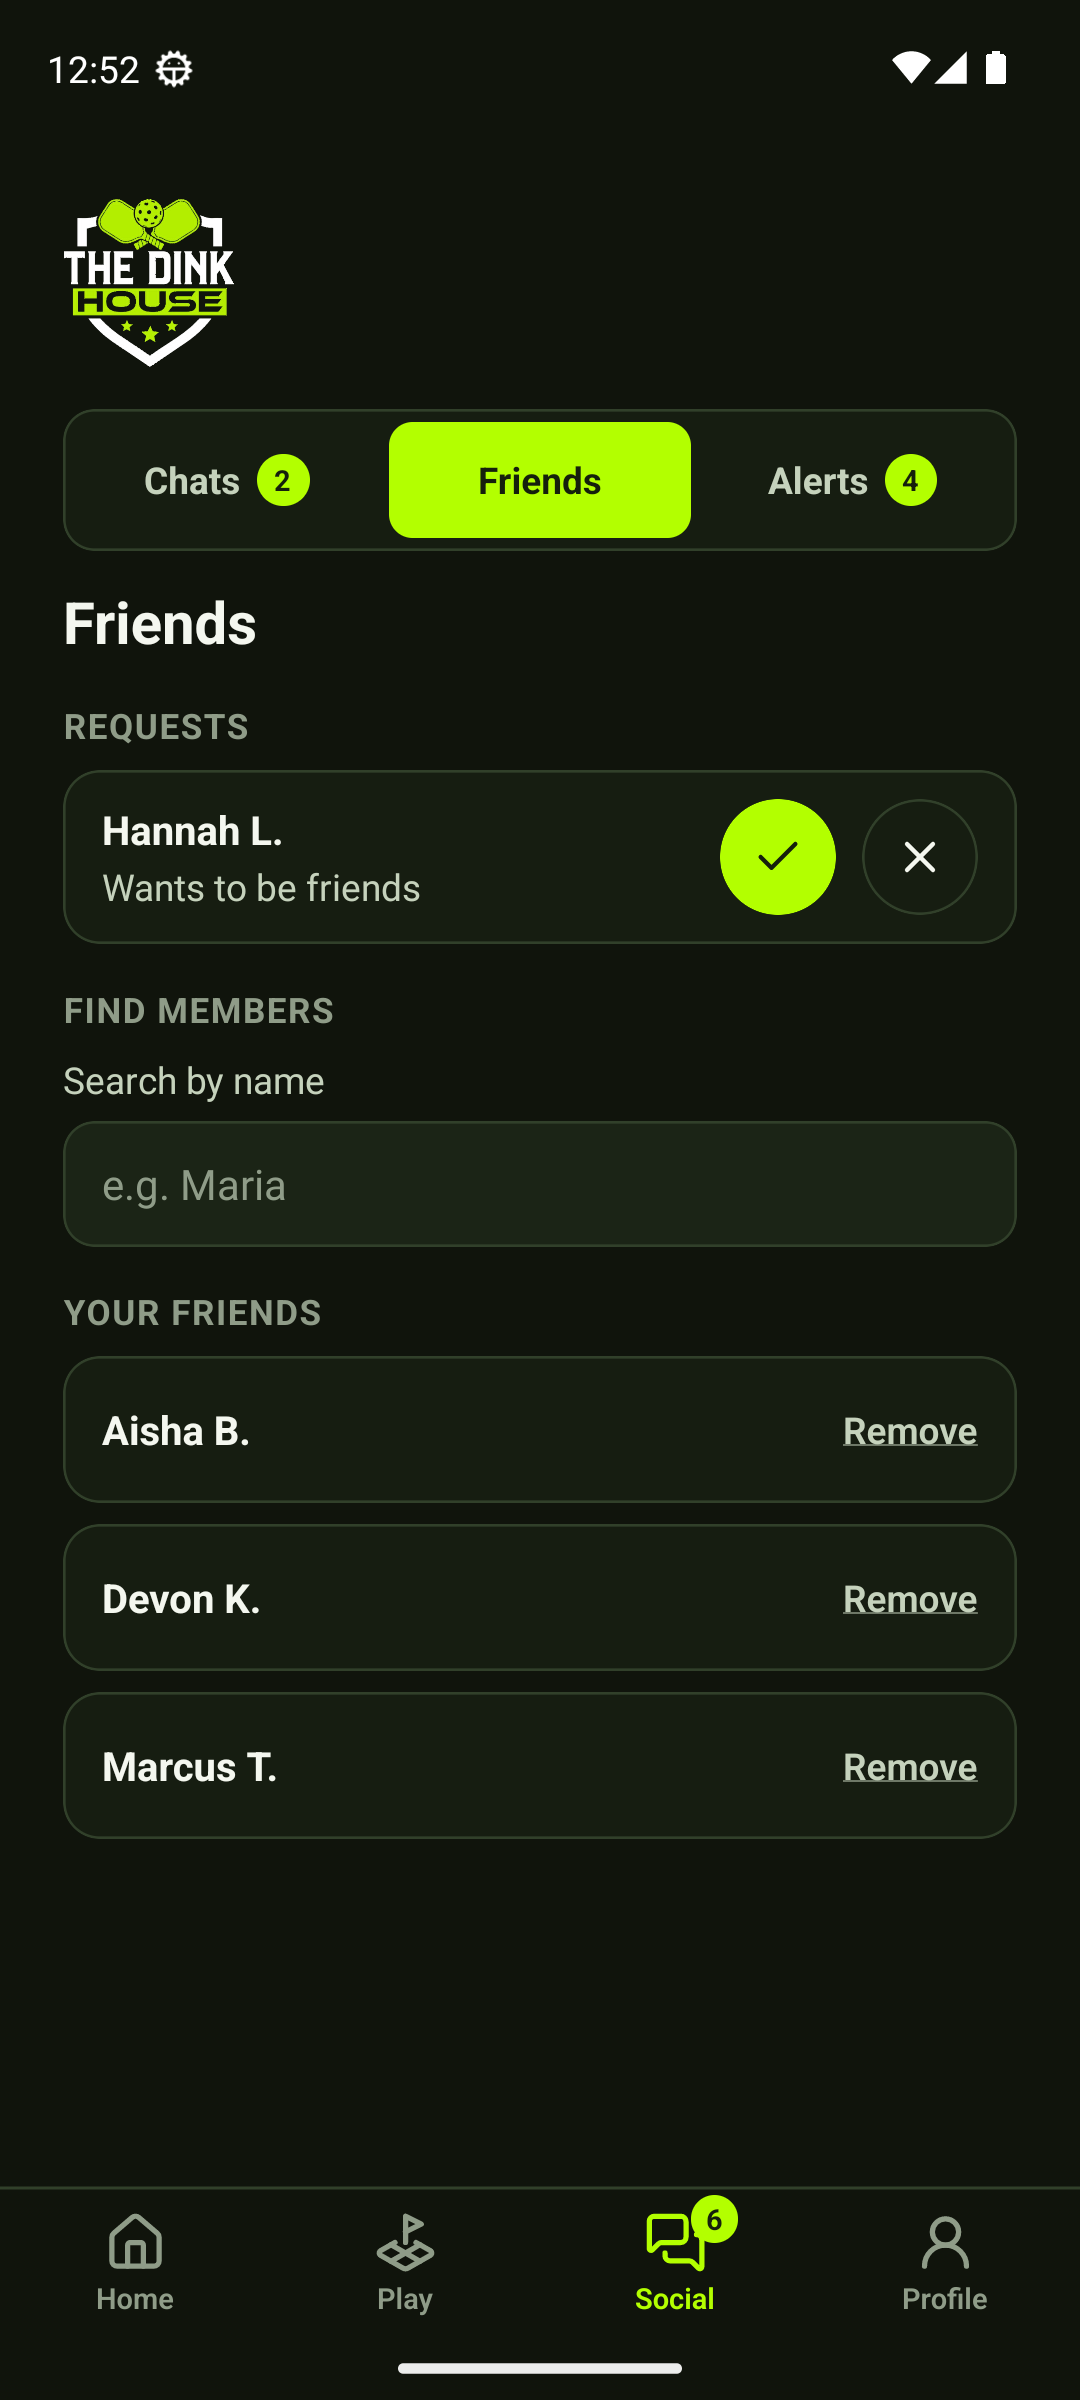 12:52
THE DINK
HOUSE
Chats 2
Friends
Alerts 4
Friends
REQUESTS
Hannah L.
Wants to be friends
FIND MEMBERS
Search by name
e.g. Maria
YOUR FRIENDS
Aisha B. Remove
Devon K. Remove
Marcus T. Remove
6
Home Play Social Profile